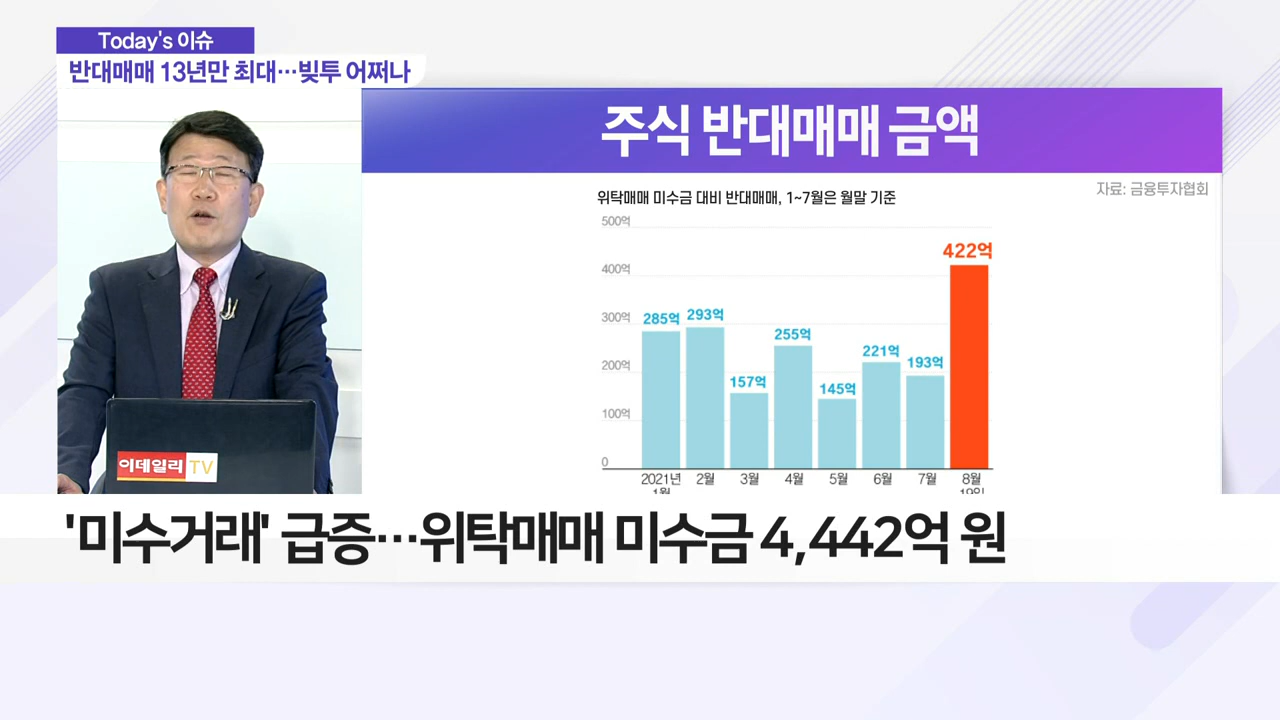 Today's 이슈
반대매매 13년만 최대…빚투 어쩌나
주식 반대매매 금액
자료: 금융투자협회
위탁매매 미수금 대비 반대매매, 1~7월은 월말 기준
500억
400억
300억
200억
100억
0
285억
293억
157억
255억
145억
221억
193억
422억
2021년 2월 3월 4월 5월 6월 7월 8월
1월 19일
이데일리 TV
'미수거래' 급증…위탁매매 미수금 4,442억 원